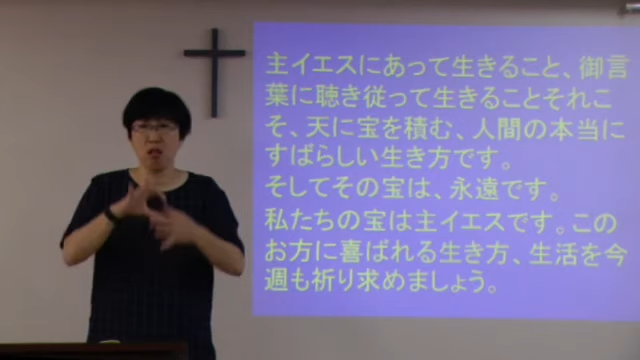 主イエスにあって生きること、御言
葉に聴き従って生きることそれこ
そ、天に宝を積む、人間の本当に
すばらしい生き方です。
そしてその宝は、永遠です。
私たちの宝は主イエスです。この
お方に喜ばれる生き方、生活を今
週も祈り求めましょう。